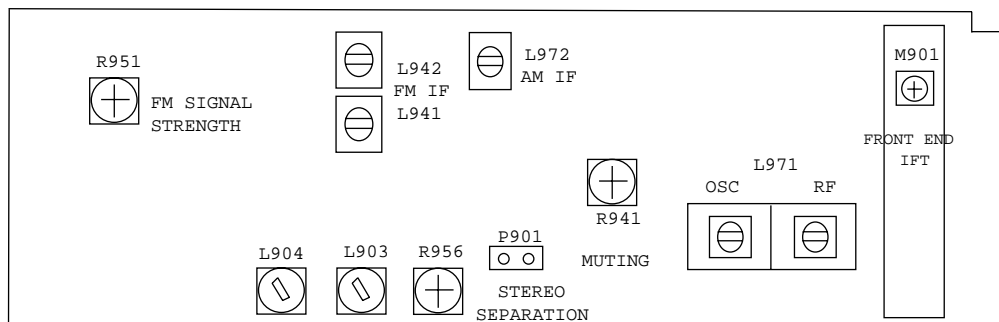 R951
FM SIGNAL
STRENGTH
L942
FM IF
L941
L972
AM IF
M901
FRONT END
IFT
L971
OSC
RF
R941
MUTING
P901
STEREO
SEPARATION
L904
L903
R956